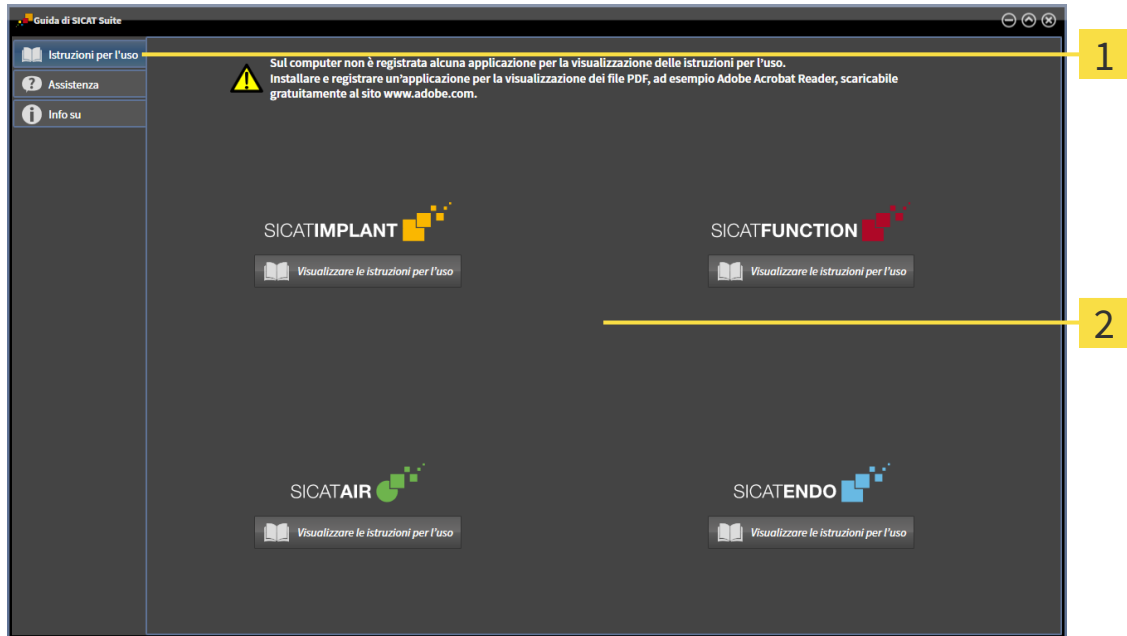 Guida di SICAT Suite
Istruzioni per l'uso
Assistenza
Info su
Sul computer non è registrata alcuna applicazione per la visualizzazione delle istruzioni per l'uso.
Installare e registrare un'applicazione per la visualizzazione dei file PDF, ad esempio Adobe Acrobat Reader, scaricabile
gratuitamente al sito www.adobe.com.
1
SICATIMPLANT
SICATFUNCTION
Visualizzare le istruzioni per l'uso
Visualizzare le istruzioni per l'uso
2
SICATAIR
SICATENDO
Visualizzare le istruzioni per l'uso
Visualizzare le istruzioni per l'uso